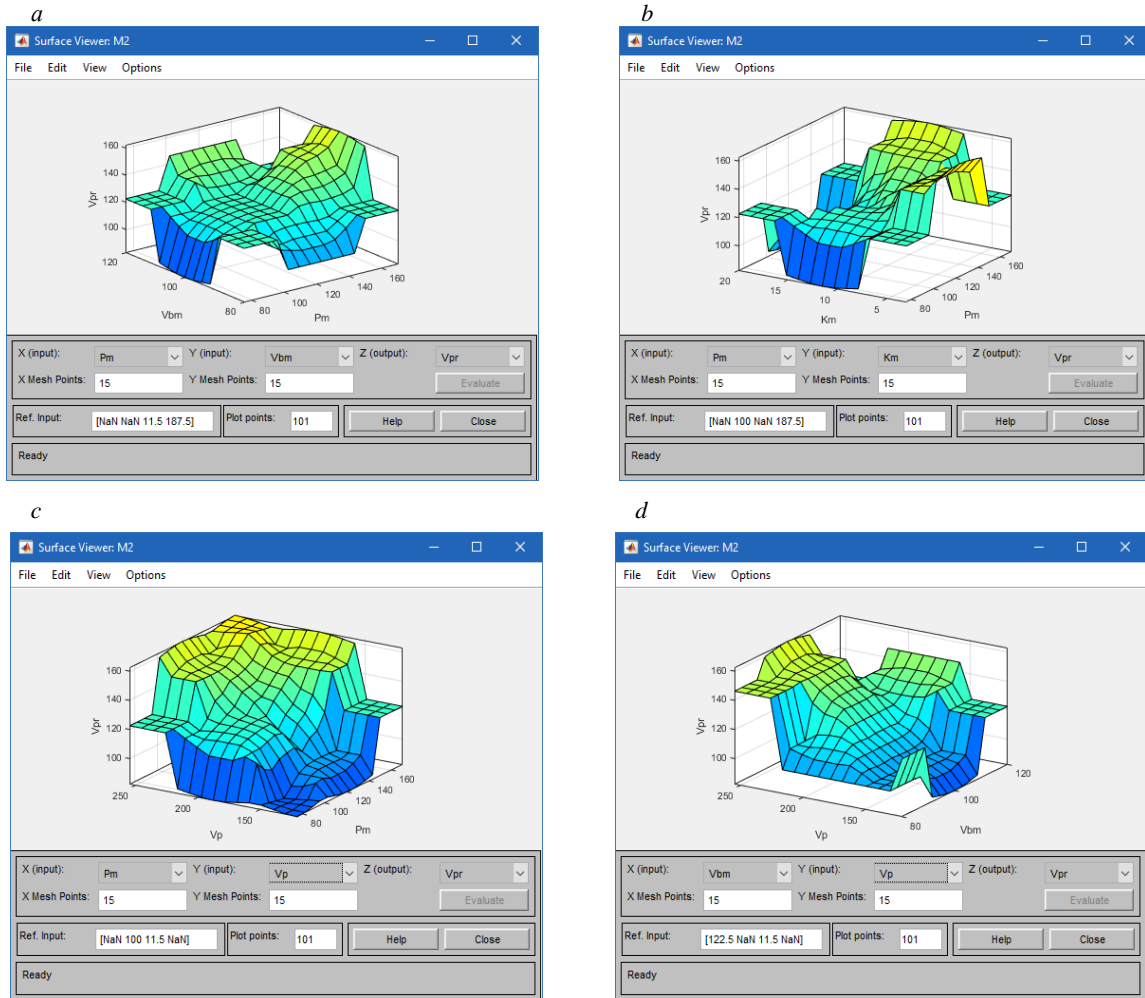 a
Surface Viewer: M2
File Edit View Options
160
140
120
100
Vpr
120
100
80
Vbm
80
100
120
140
160
Pm
X (input): Pm Y (input): Vbm Z (output): Vpr
X Mesh Points: 15 Y Mesh Points: 15 Evaluate
Ref. Input: [NaN NaN 11.5 187.5] Plot points: 101 Help Close
Ready
b
Surface Viewer: M2
File Edit View Options
160
140
120
100
Vpr
20
15
10
5
Km
80
100
120
140
160
Pm
X (input): Pm Y (input): Km Z (output): Vpr
X Mesh Points: 15 Y Mesh Points: 15 Evaluate
Ref. Input: [NaN 100 NaN 187.5] Plot points: 101 Help Close
Ready
c
Surface Viewer: M2
File Edit View Options
160
140
120
100
Vpr
250
200
150
Vp
80
100
120
140
160
Pm
X (input): Pm Y (input): Vp Z (output): Vpr
X Mesh Points: 15 Y Mesh Points: 15 Evaluate
Ref. Input: [NaN 100 11.5 NaN] Plot points: 101 Help Close
Ready
d
Surface Viewer: M2
File Edit View Options
160
140
120
100
Vpr
250
200
150
Vp
80
100
120
Vbm
X (input): Vbm Y (input): Vp Z (output): Vpr
X Mesh Points: 15 Y Mesh Points: 15 Evaluate
Ref. Input: [122.5 NaN 11.5 NaN] Plot points: 101 Help Close
Ready